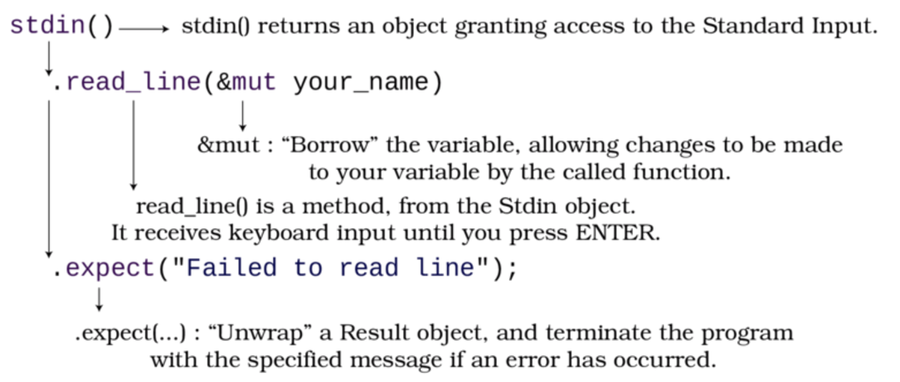 stdin() stdin() returns an object granting access to the Standard Input.
.read_line(&mut your_name)
&mut : “Borrow” the variable, allowing changes to be made
to your variable by the called function.
read_line() is a method, from the Stdin object.
It receives keyboard input until you press ENTER.
.expect("Failed to read line");
.expect(...) : “Unwrap” a Result object, and terminate the program
with the specified message if an error has occurred.